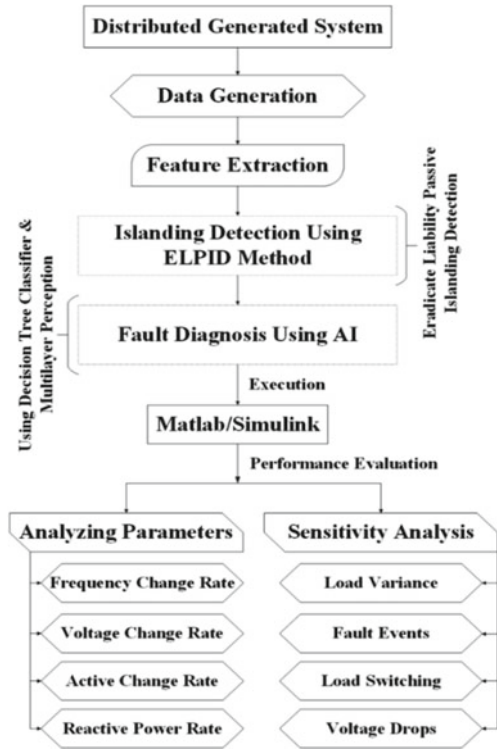 Distributed Generated System
Data Generation
Feature Extraction
Islanding Detection Using
ELPID Method
Eradicate Liability Passive
Islanding Detection
Fault Diagnosis Using AI
Using Decision Tree Classifier &
Multilayer Perception
Execution
Matlab/Simulink
Performance Evaluation
Analyzing Parameters
Frequency Change Rate
Voltage Change Rate
Active Change Rate
Reactive Power Rate
Sensitivity Analysis
Load Variance
Fault Events
Load Switching
Voltage Drops